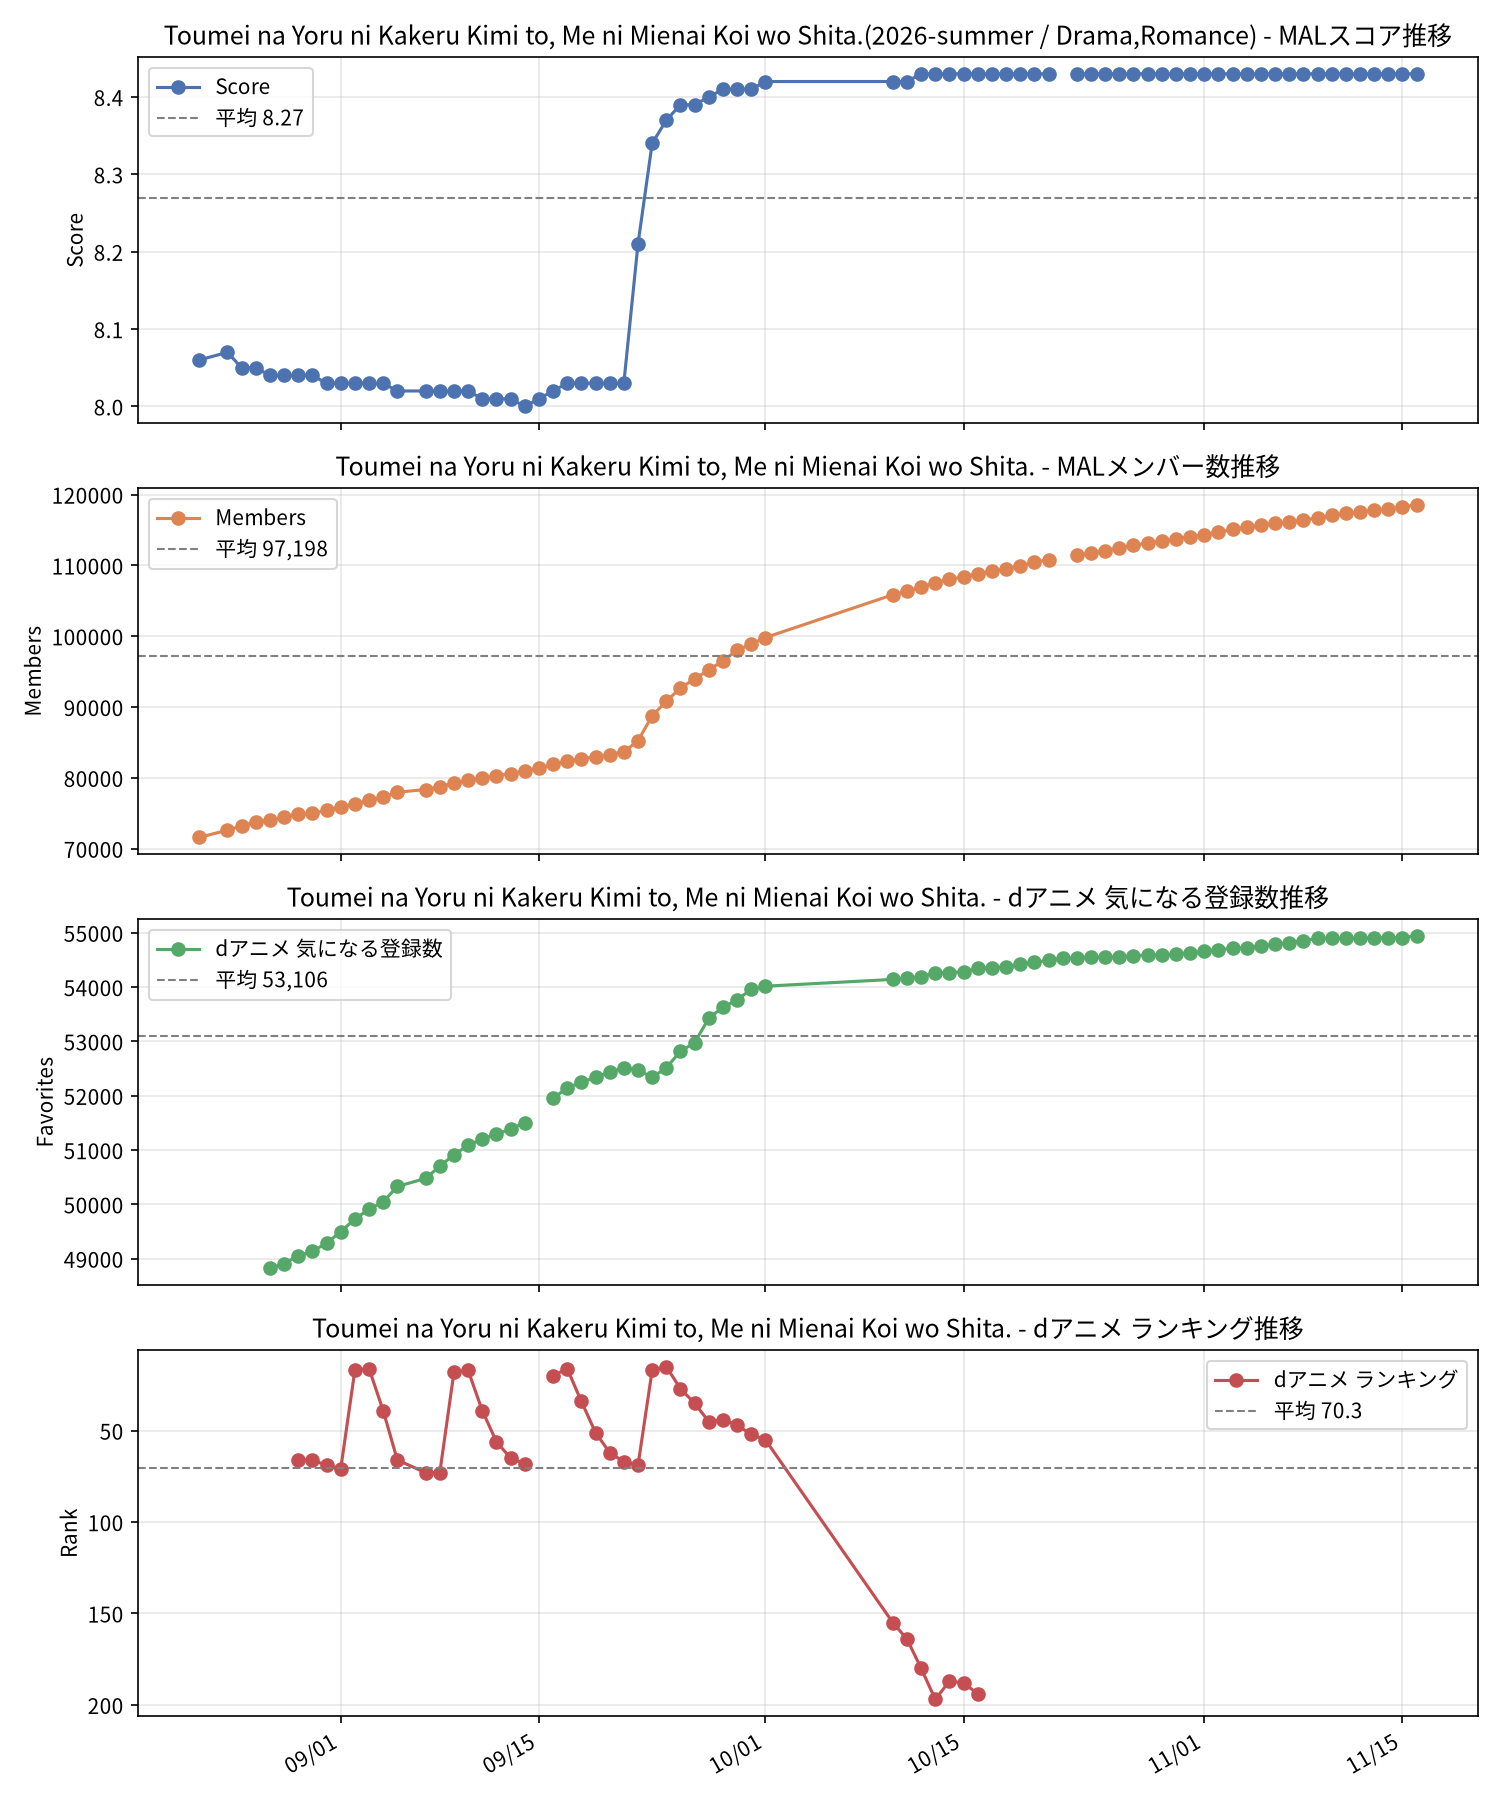 Toumei na Yoru ni Kakeru Kimi to, Me ni Mienai Koi wo Shita.(2026-summer / Drama,Romance) - MALスコア推移
Score
平均 8.27
Score
8.4
8.3
8.2
8.1
8.0
Toumei na Yoru ni Kakeru Kimi to, Me ni Mienai Koi wo Shita. - MALメンバー数推移
Members
平均 97,198
Members
120000
110000
100000
90000
80000
70000
Toumei na Yoru ni Kakeru Kimi to, Me ni Mienai Koi wo Shita. - dアニメ 気になる登録数推移
dアニメ 気になる登録数
平均 53,106
Favorites
55000
54000
53000
52000
51000
50000
49000
Toumei na Yoru ni Kakeru Kimi to, Me ni Mienai Koi wo Shita. - dアニメ ランキング推移
dアニメ ランキング
平均 70.3
Rank
50
100
150
200
09/01
09/15
10/01
10/15
11/01
11/15